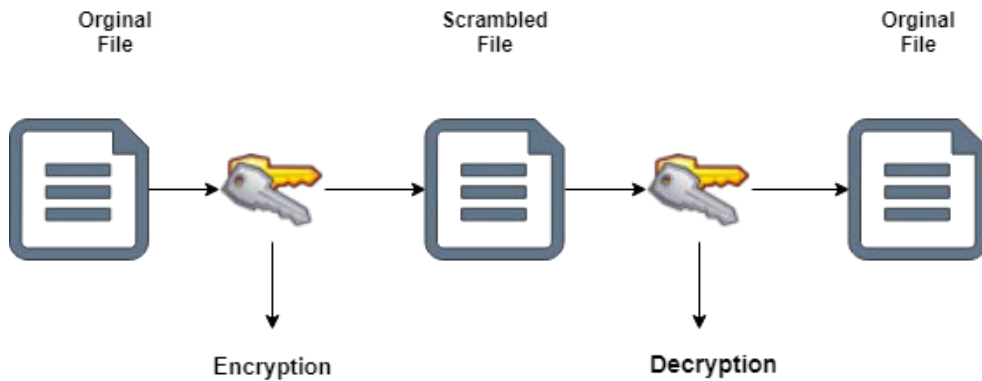 Orginal
File
Scrambled
File
Orginal
File
Encryption
Decryption